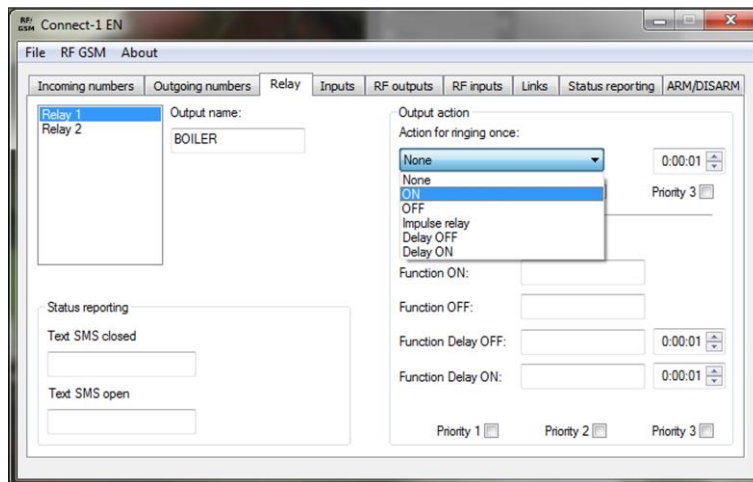 RF/
GSM Connect-1 EN
File RF GSM About
Incoming numbers Outgoing numbers Relay Inputs RF outputs RF inputs Links Status reporting ARM/DISARM
Relay 1
Relay 2
Output name:
BOILER
Status reporting
Text SMS closed
Text SMS open
Output action
Action for ringing once:
None 0:00:01
None
ON
OFF
Impulse relay
Delay OFF
Delay ON
Priority 3
Function ON:
Function OFF:
Function Delay OFF: 0:00:01
Function Delay ON: 0:00:01
Priority 1 Priority 2 Priority 3